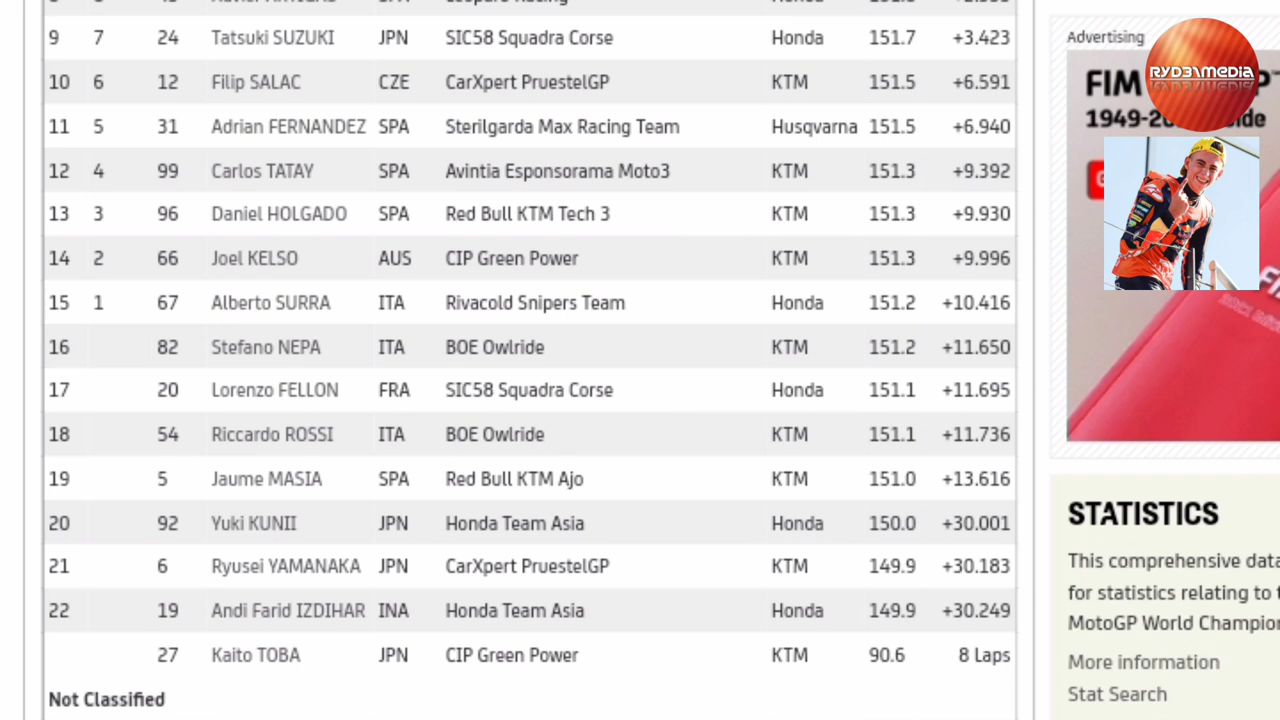 9 7 24 Tatsuki SUZUKI JPN SIC58 Squadra Corse Honda 151.7 +3.423
10 6 12 Filip SALAC CZE CarXpert PruestelGP KTM 151.5 +6.591
11 5 31 Adrian FERNANDEZ SPA Sterilgarda Max Racing Team Husqvarna 151.5 +6.940
12 4 99 Carlos TATAY SPA Avintia Esponsorama Moto3 KTM 151.3 +9.392
13 3 96 Daniel HOLGADO SPA Red Bull KTM Tech 3 KTM 151.3 +9.930
14 2 66 Joel KELSO AUS CIP Green Power KTM 151.3 +9.996
15 1 67 Alberto SURRA ITA Rivacold Snipers Team Honda 151.2 +10.416
16 82 Stefano NEPA ITA BOE Owlride KTM 151.2 +11.650
17 20 Lorenzo FELLON FRA SIC58 Squadra Corse Honda 151.1 +11.695
18 54 Riccardo ROSSI ITA BOE Owlride KTM 151.1 +11.736
19 5 Jaume MASIA SPA Red Bull KTM Ajo KTM 151.0 +13.616
20 92 Yuki KUNII JPN Honda Team Asia Honda 150.0 +30.001
21 6 Ryusei YAMANAKA JPN CarXpert PruestelGP KTM 149.9 +30.183
22 19 Andi Farid IZDIHAR INA Honda Team Asia Honda 149.9 +30.249
27 Kaito TOBA JPN CIP Green Power KTM 90.6 8 Laps
Not Classified
Advertising
RYD3\MEDIA
FIM
1949-2
STATISTICS
This comprehensive data
for statistics relating to t
MotoGP World Champion
More information
Stat Search